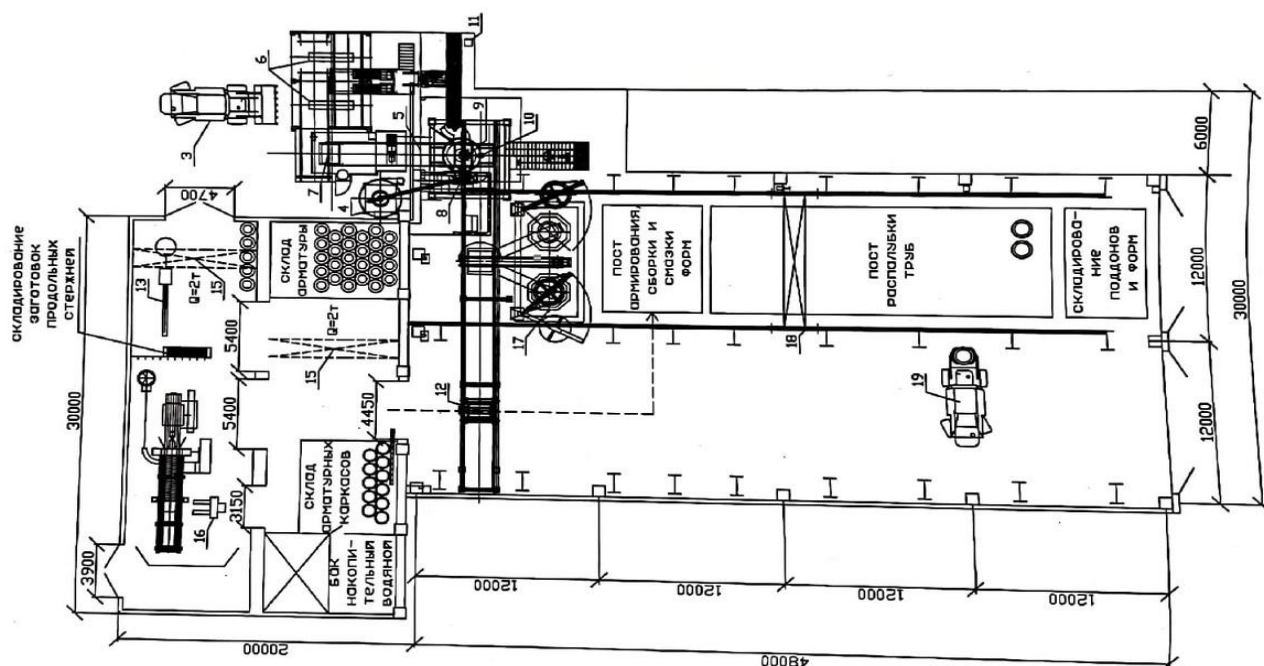 11
6
3
5
9
10
7
4
8
4700
6000
30000
СКЛАДИРОВАНИЕ
ЗАГОТОВОК
ПРОДОЛЬНЫХ
СТЕРЖНЕЙ
13
Q=2т
15
СКЛАД
АРМАТУРЫ
5400
Q=2т
15
30000
5400
4450
12
17
ПОСТ
АРМИРОВАНИЯ,
СБОРКИ И
СМАЗКИ
ФОРМ
18
ПОСТ
РАСПОЛУБКИ
ТРУБ
СКЛАДИРОВА-
НИЕ
ПОДДОНОВ
И ФОРМ
12000
30000
19
12000
3900
16
3150
СКЛАД
АРМАТУРНЫХ
КАРКАСОВ
БАК
НАКОПИ-
ТЕЛЬНЫЙ
ВОДЯНОЙ
12000
12000
12000
12000
20000
48000